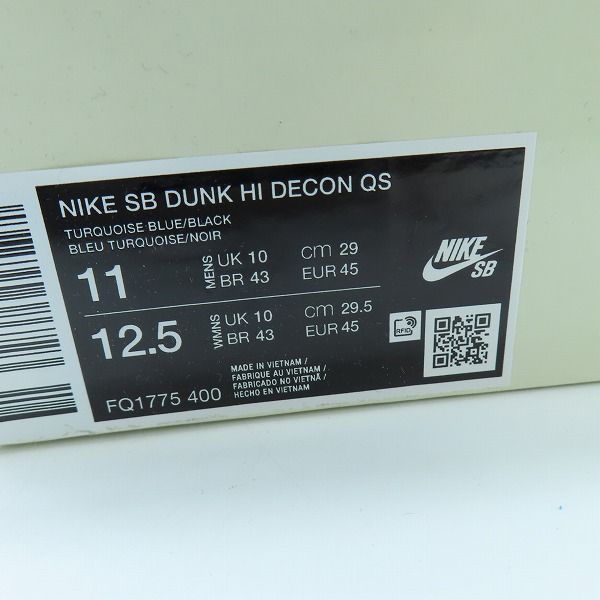 NIKE SB DUNK HI DECON QS
TURQUOISE BLUE/BLACK
BLEU TURQUOISE/NOIR
11 MENS UK 10 cm 29
BR 43 EUR 45
12.5 WMNS UK 10 cm 29.5
BR 43 EUR 45
NIKE
SB
RFID
MADE IN VIETNAM /
FABRIQUE AU VIETNAM /
FABRICADO NO VIETNÃ /
HECHO EN VIETNAM
FQ1775 400